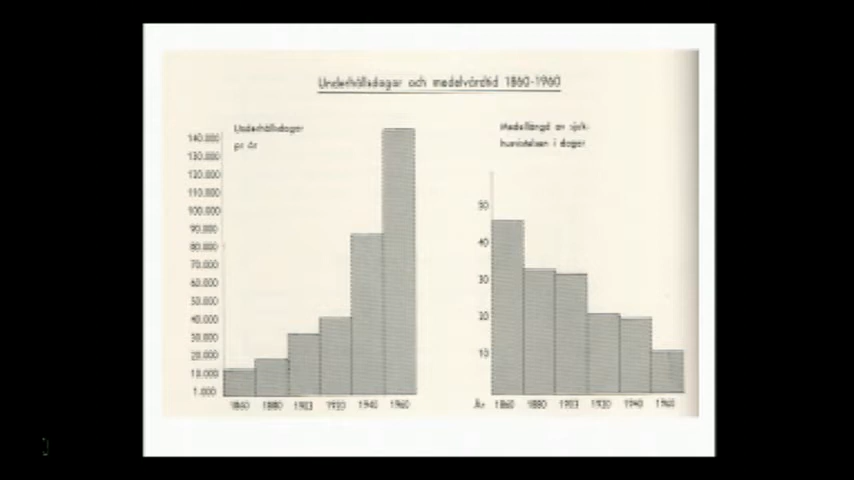 Underhållsdagar och medelvårdtid 1860-1960
Underhållsdagar
pr år
140.000
130.000
120.000
110.000
100.000
90.000
80.000
70.000
60.000
50.000
40.000
30.000
20.000
10.000
1.000
1860 1880 1903 1920 1940 1960
Medellängd av sjuk-
husvistelsen i dagar
50
40
30
20
10
År 1860 1880 1903 1920 1940 1960